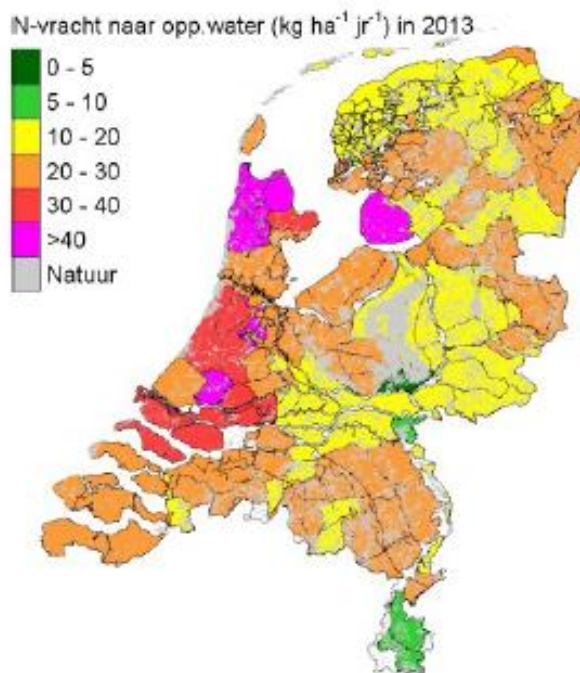 N-vracht naar opp.water (kg ha⁻¹ jr⁻¹) in 2013
0 - 5
5 - 10
10 - 20
20 - 30
30 - 40
>40
Natuur